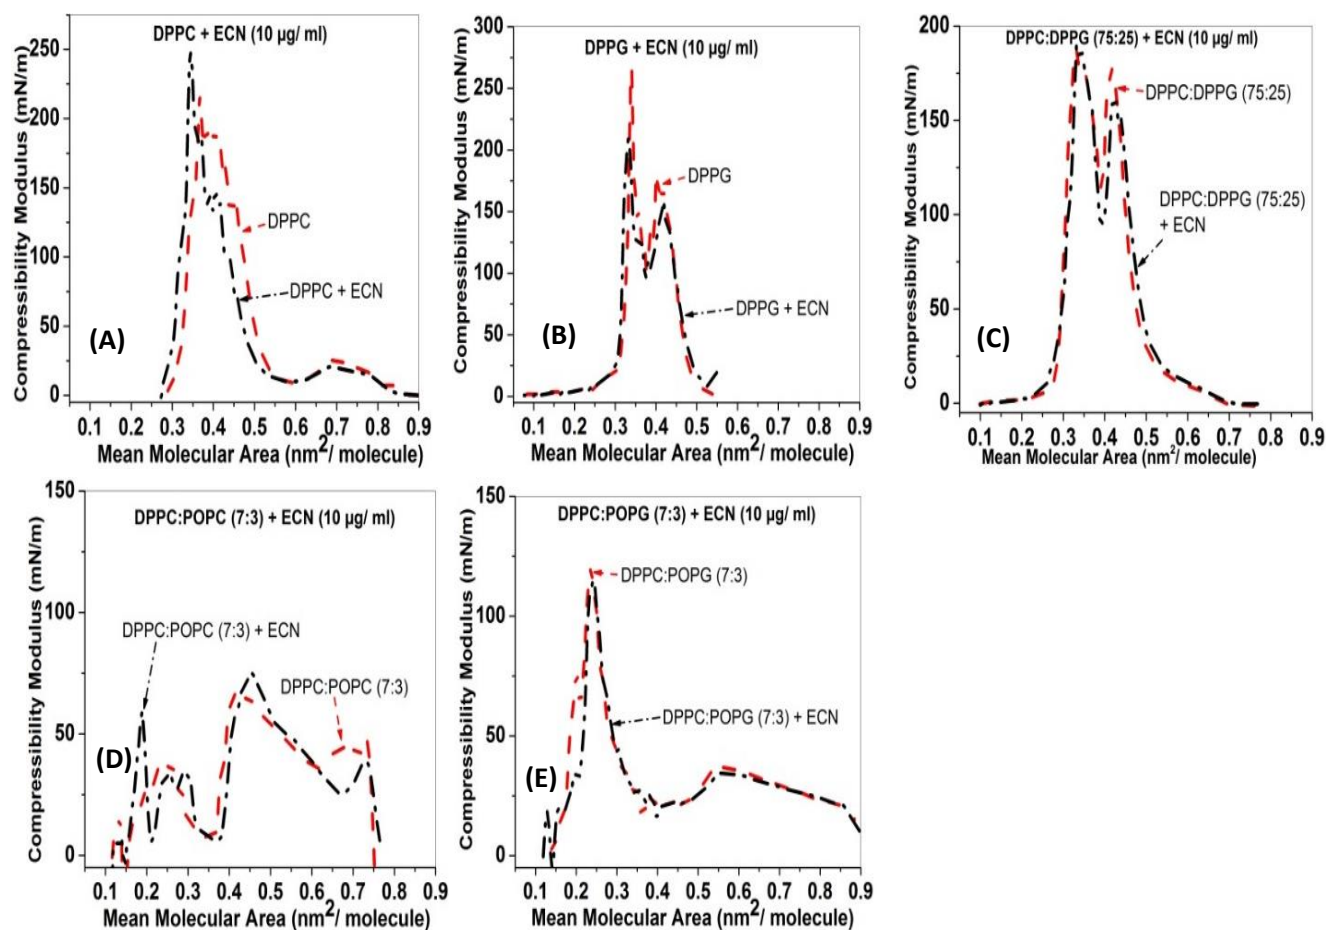 DPPC + ECN (10 µg/ ml)
Compressibility Modulus (mN/m)
250
200
150
100
50
0
DPPC
DPPC + ECN
(A)
0.1 0.2 0.3 0.4 0.5 0.6 0.7 0.8 0.9
Mean Molecular Area (nm²/ molecule)
DPPG + ECN (10 µg/ ml)
Compressibility Modulus (mN/m)
300
250
200
150
100
50
0
DPPG
DPPG + ECN
(B)
0.1 0.2 0.3 0.4 0.5 0.6 0.7 0.8 0.9
Mean Molecular Area (nm²/ molecule)
DPPC:DPPG (75:25) + ECN (10 µg/ ml)
Compressibility Modulus (mN/m)
200
150
100
50
0
DPPC:DPPG (75:25)
DPPC:DPPG (75:25)
+ ECN
(C)
0.1 0.2 0.3 0.4 0.5 0.6 0.7 0.8 0.9
Mean Molecular Area (nm²/ molecule)
DPPC:POPC (7:3) + ECN (10 µg/ ml)
Compressibility Modulus (mN/m)
150
100
50
0
DPPC:POPC (7:3) + ECN
DPPC:POPC (7:3)
(D)
0.1 0.2 0.3 0.4 0.5 0.6 0.7 0.8 0.9
Mean Molecular Area (nm²/ molecule)
DPPC:POPG (7:3) + ECN (10 µg/ ml)
Compressibility Modulus (mN/m)
150
100
50
0
DPPC:POPG (7:3)
DPPC:POPG (7:3) + ECN
(E)
0.1 0.2 0.3 0.4 0.5 0.6 0.7 0.8 0.9
Mean Molecular Area (nm²/ molecule)